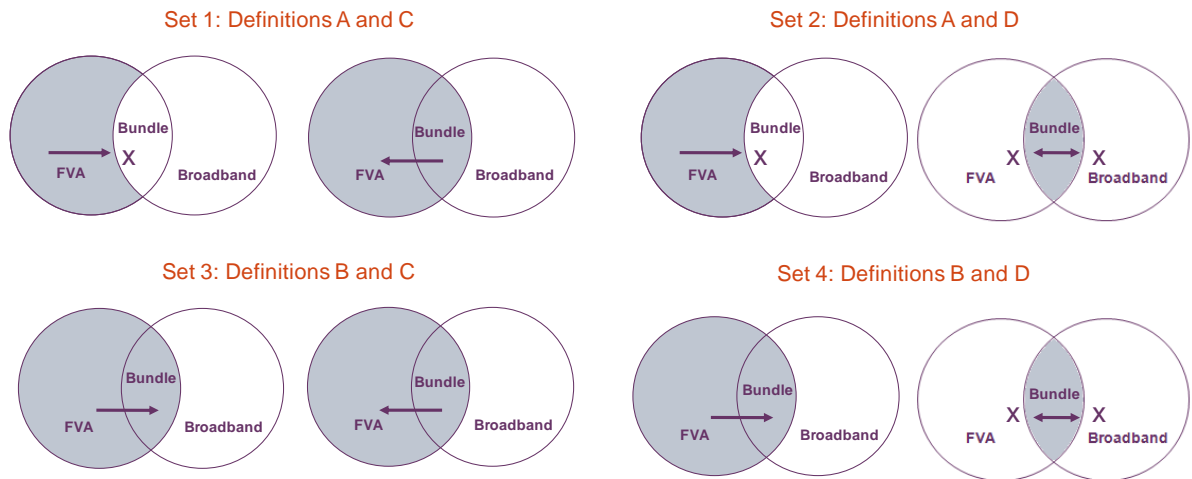 Set 1: Definitions A and C
Set 2: Definitions A and D
Bundle
X
FVA
Broadband
Bundle
FVA
Broadband
Bundle
X
FVA
Broadband
Bundle
X
X
FVA
Broadband
Set 3: Definitions B and C
Set 4: Definitions B and D
Bundle
FVA
Broadband
Bundle
FVA
Broadband
Bundle
FVA
Broadband
Bundle
X
X
FVA
Broadband